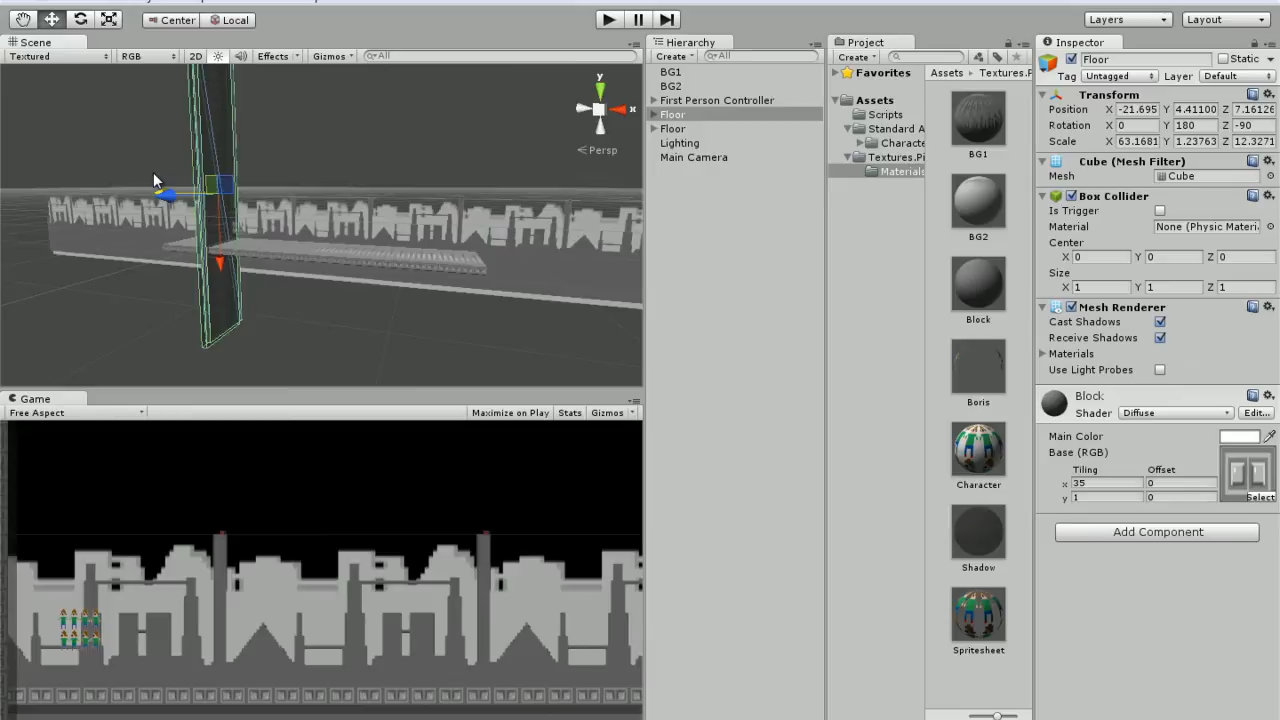 Center Local Layers Layout
Scene
Textured RGB 2D Effects Gizmos All
y
x
Persp
Game
Free Aspect Maximize on Play Stats Gizmos
Hierarchy
Create All
BG1
BG2
First Person Controller
Floor
Floor
Lighting
Main Camera
Project
Create
Favorites
Assets
Scripts
Standard A
Characte
Textures.Pi
Materials
Assets Textures.P
BG1
BG2
Block
Boris
Character
Shadow
Spritesheet
Inspector
Floor Static
Tag Untagged Layer Default
Transform
Position X -21.695 Y 4.41100 Z 7.16126
Rotation X 0 Y 180 Z -90
Scale X 63.1681 Y 1.23763 Z 12.3271
Cube (Mesh Filter)
Mesh Cube
Box Collider
Is Trigger
Material None (Physic Materi
Center
X 0 Y 0 Z 0
Size
X 1 Y 1 Z 1
Mesh Renderer
Cast Shadows
Receive Shadows
Materials
Use Light Probes
Block
Shader Diffuse Edit...
Main Color
Base (RGB)
Tiling Offset
x 35 0
y 1 0
Select
Add Component